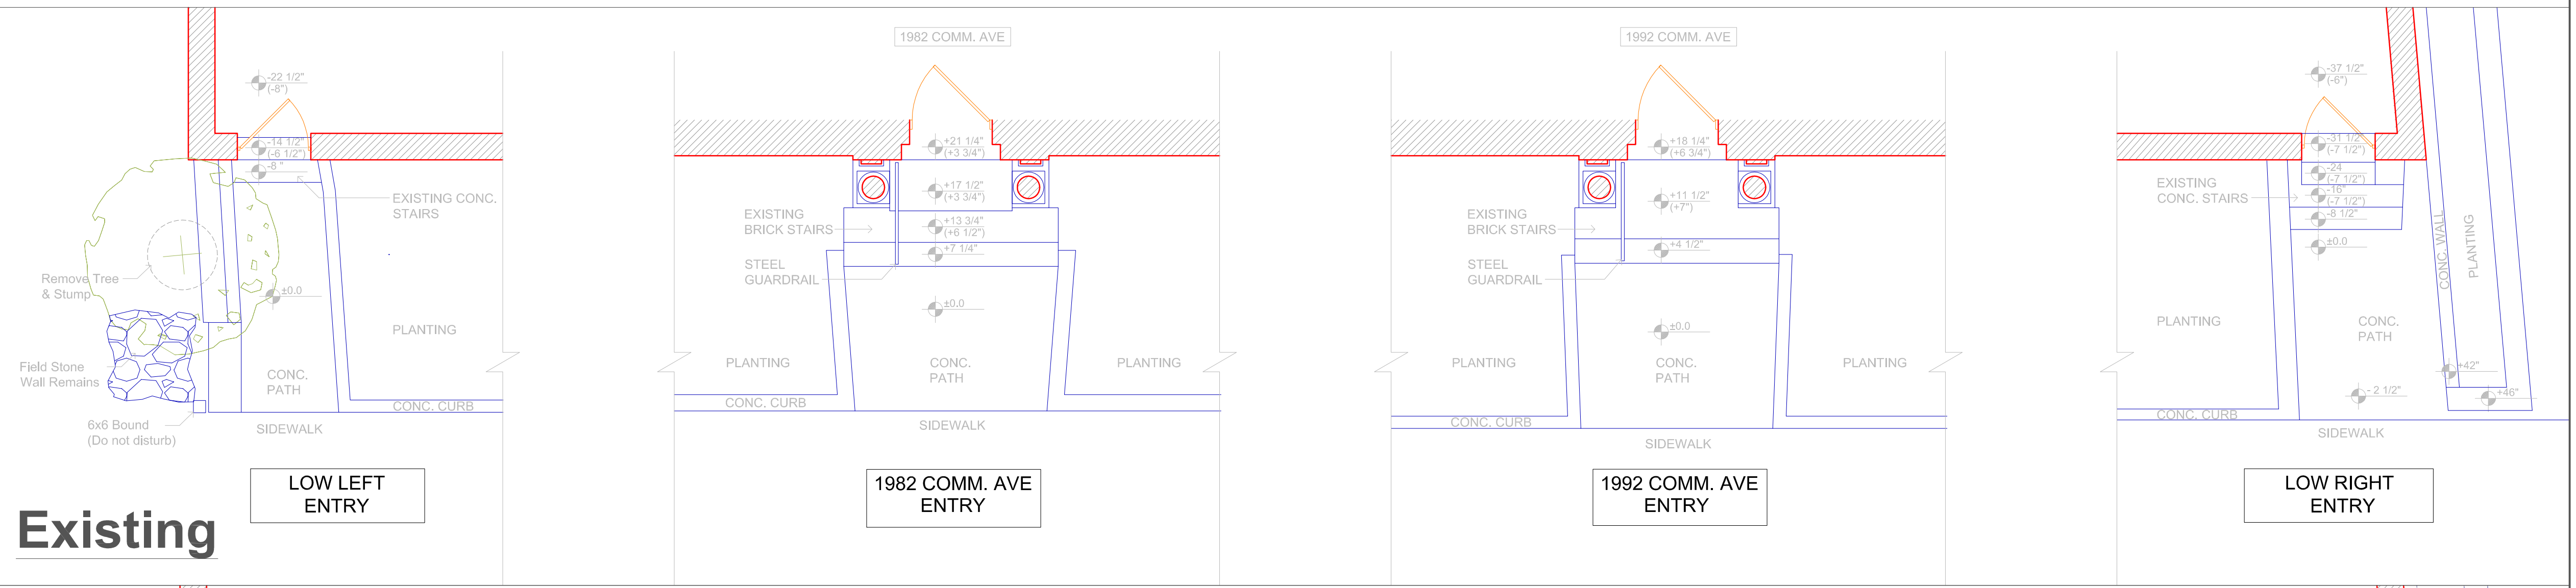 -22 1/2"
(-8")
-14 1/2"
(-6 1/2")
-8 "
EXISTING CONC.
STAIRS
Remove Tree
& Stump
±0.0
PLANTING
Field Stone
Wall Remains
CONC.
PATH
CONC. CURB
6x6 Bound
(Do not disturb)
SIDEWALK
LOW LEFT
ENTRY
Existing
1982 COMM. AVE
+21 1/4"
(+3 3/4")
+17 1/2"
(+3 3/4")
EXISTING
BRICK STAIRS
+13 3/4"
(+6 1/2")
+7 1/4"
STEEL
GUARDRAIL
±0.0
PLANTING
CONC.
PATH
PLANTING
CONC. CURB
SIDEWALK
1982 COMM. AVE
ENTRY
1992 COMM. AVE
+18 1/4"
(+6 3/4")
+11 1/2"
(+7")
EXISTING
BRICK STAIRS
+4 1/2"
STEEL
GUARDRAIL
±0.0
PLANTING
CONC.
PATH
PLANTING
CONC. CURB
SIDEWALK
1992 COMM. AVE
ENTRY
-37 1/2"
(-6")
-31 1/2"
(-7 1/2")
-24
(-7 1/2")
EXISTING
CONC. STAIRS
-16"
(-7 1/2")
-8 1/2"
±0.0
CONC. WALL
PLANTING
PLANTING
CONC.
PATH
+42"
- 2 1/2"
+46"
CONC. CURB
SIDEWALK
LOW RIGHT
ENTRY